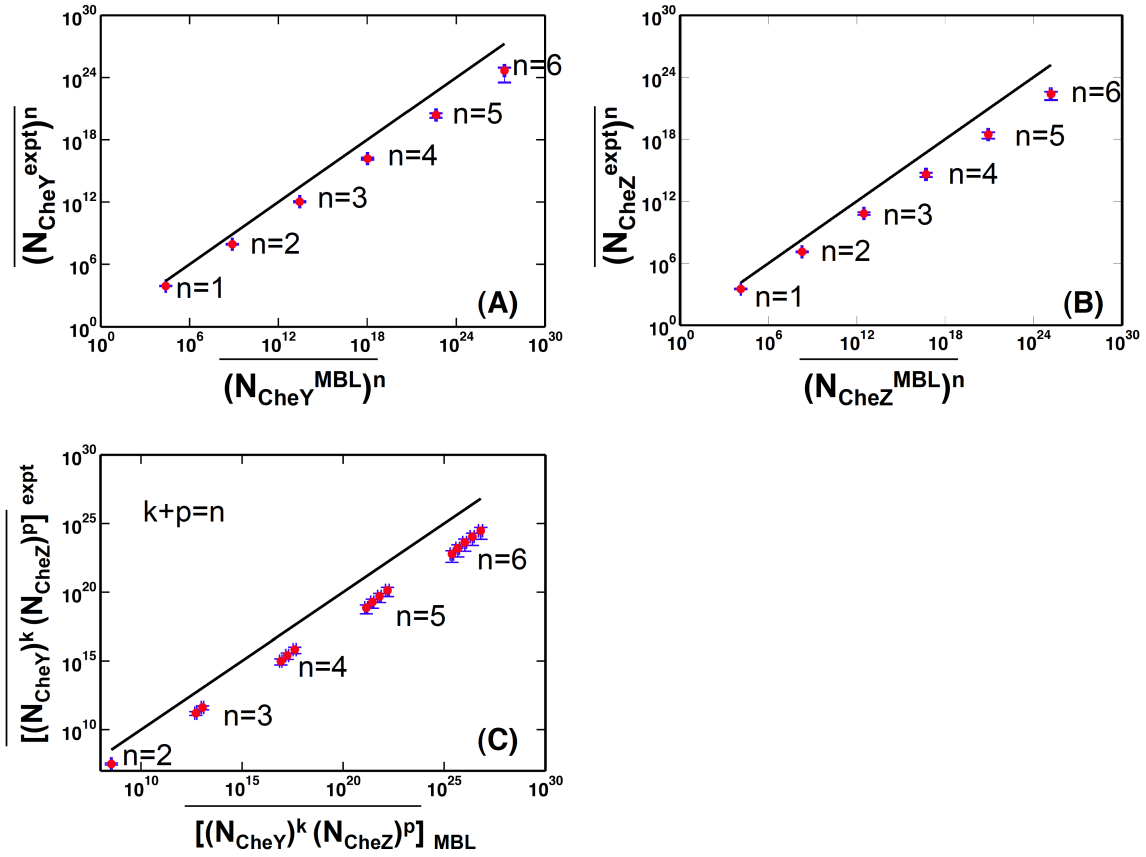 10^30
10^24
10^18
10^12
10^6
10^0
(N_CheY^expt)^n
n=1
n=2
n=3
n=4
n=5
n=6
(A)
10^0 10^6 10^12 10^18 10^24 10^30
(N_CheY^MBL)^n
10^30
10^24
10^18
10^12
10^6
10^0
(N_CheZ^expt)^n
n=1
n=2
n=3
n=4
n=5
n=6
(B)
10^0 10^6 10^12 10^18 10^24 10^30
(N_CheZ^MBL)^n
10^30
10^25
10^20
10^15
10^10
[(N_CheY)^k (N_CheZ)^p]^expt
k+p=n
n=2
n=3
n=4
n=5
n=6
(C)
10^10 10^15 10^20 10^25 10^30
[(N_CheY)^k (N_CheZ)^p]_MBL